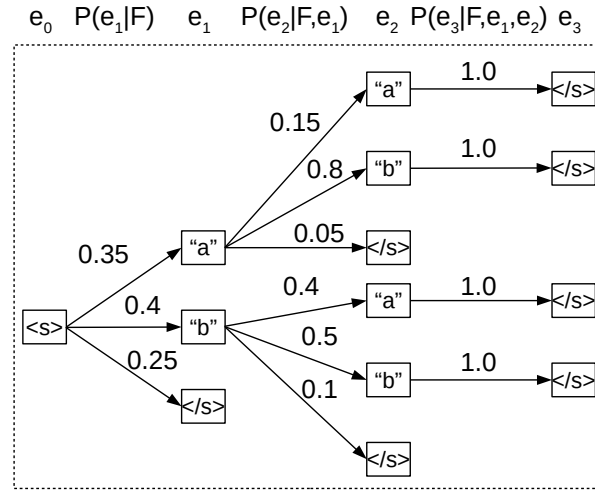 e0 P(e1|F) e1 P(e2|F,e1) e2 P(e3|F,e1,e2) e3
“a” 1.0 </s>
0.15
0.8 “b” 1.0 </s>
0.35 “a” 0.05 </s>
0.4 “a” 1.0 </s>
<s> 0.4 “b”
0.5
0.25 “b” 1.0 </s>
0.1
</s>
</s>